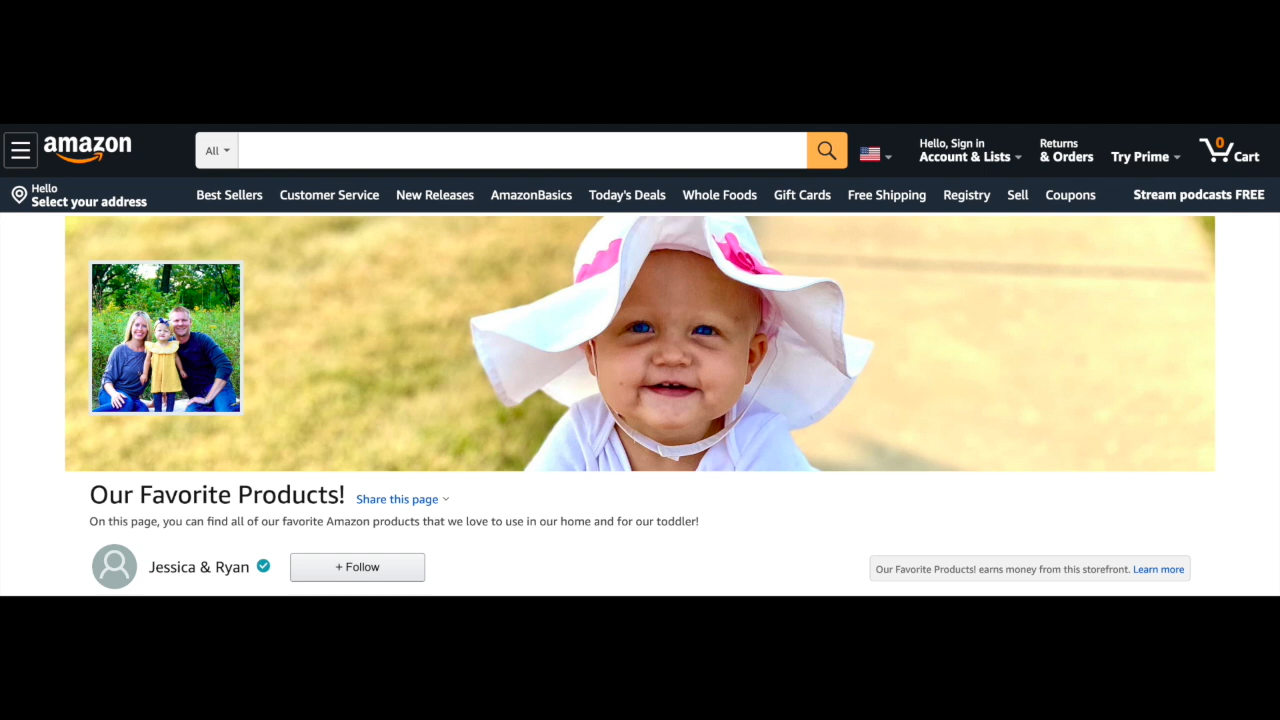 amazon
All
Hello, Sign in
Account & Lists
Returns
& Orders
Try Prime
0
Cart
Hello
Select your address
Best Sellers Customer Service New Releases AmazonBasics Today's Deals Whole Foods Gift Cards Free Shipping Registry Sell Coupons Stream podcasts FREE
Our Favorite Products! Share this page
On this page, you can find all of our favorite Amazon products that we love to use in our home and for our toddler!
Jessica & Ryan + Follow
Our Favorite Products! earns money from this storefront. Learn more